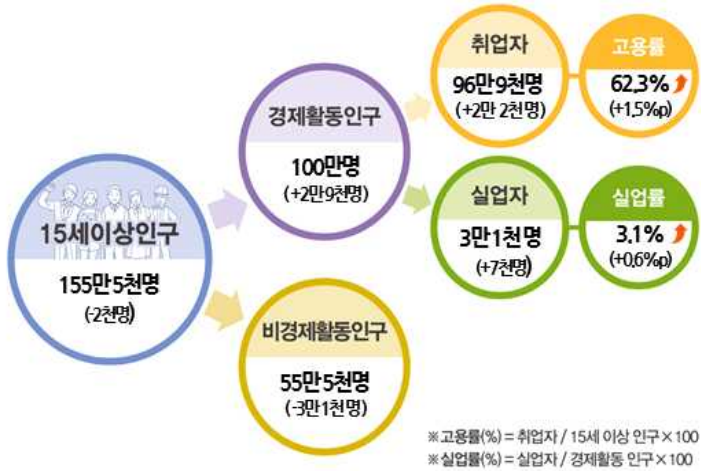 15세이상인구
155만 5천명
(-2천명)
경제활동인구
100만명
(+2만 9천명)
비경제활동인구
55만 5천명
(-3만 1천명)
취업자
96만 9천명
(+2만 2천명)
고용률
62.3%
(+1.5%p)
실업자
3만 1천명
(+7천명)
실업률
3.1%
(+0.6%p)
※고용률(%) = 취업자 / 15세 이상 인구×100
※실업률(%) = 실업자 / 경제활동 인구×100